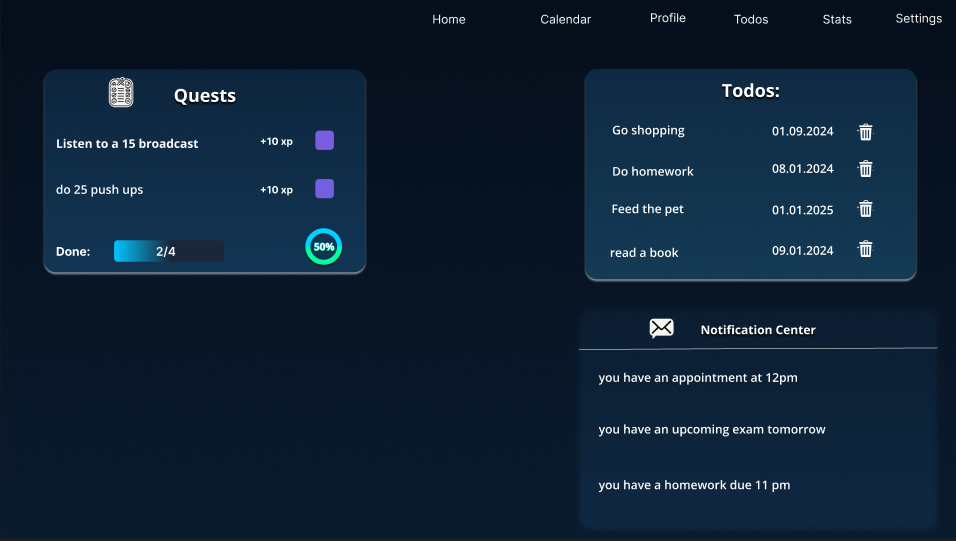 Home Calendar Profile Todos Stats Settings
Quests
Listen to a 15 broadcast +10 xp
do 25 push ups +10 xp
Done: 2/4 50%
Todos:
Go shopping 01.09.2024
Do homework 08.01.2024
Feed the pet 01.01.2025
read a book 09.01.2024
Notification Center
you have an appointment at 12pm
you have an upcoming exam tomorrow
you have a homework due 11 pm